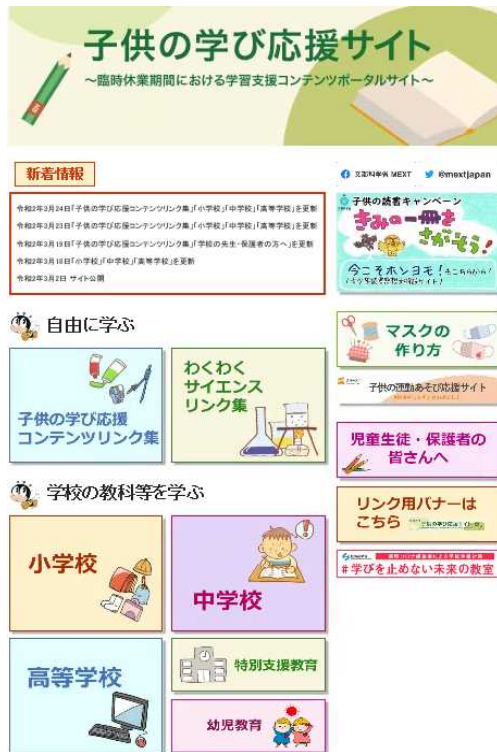 子供の学び応援サイト
～臨時休業期間における学習支援コンテンツポータルサイト～
新着情報
令和2年3月24日「子供の学び応援コンテンツリンク集」「小学校」「中学校」「高等学校」を更新
令和2年3月23日「子供の学び応援コンテンツリンク集」「小学校」「中学校」「高等学校」を更新
令和2年3月19日「子供の学び応援コンテンツリンク集」「学校の先生・保護者の方へ」を更新
令和2年3月18日「小学校」「中学校」「高等学校」を更新
令和2年3月2日 サイト公開
文部科学省 MEXT
@mextjapan
子供の読書キャンペーン
きみの一冊を
さがそう!
今こそホンヨモ!
自由に学ぶ
子供の学び応援
コンテンツリンク集
わくわく
サイエンス
リンク集
マスクの
作り方
子供の運動あそび応援サイト
児童生徒・保護者の
皆さんへ
リンク用バナーは
こちら
#学びを止めない未来の教室
学校の教科等を学ぶ
小学校
中学校
高等学校
特別支援教育
幼児教育